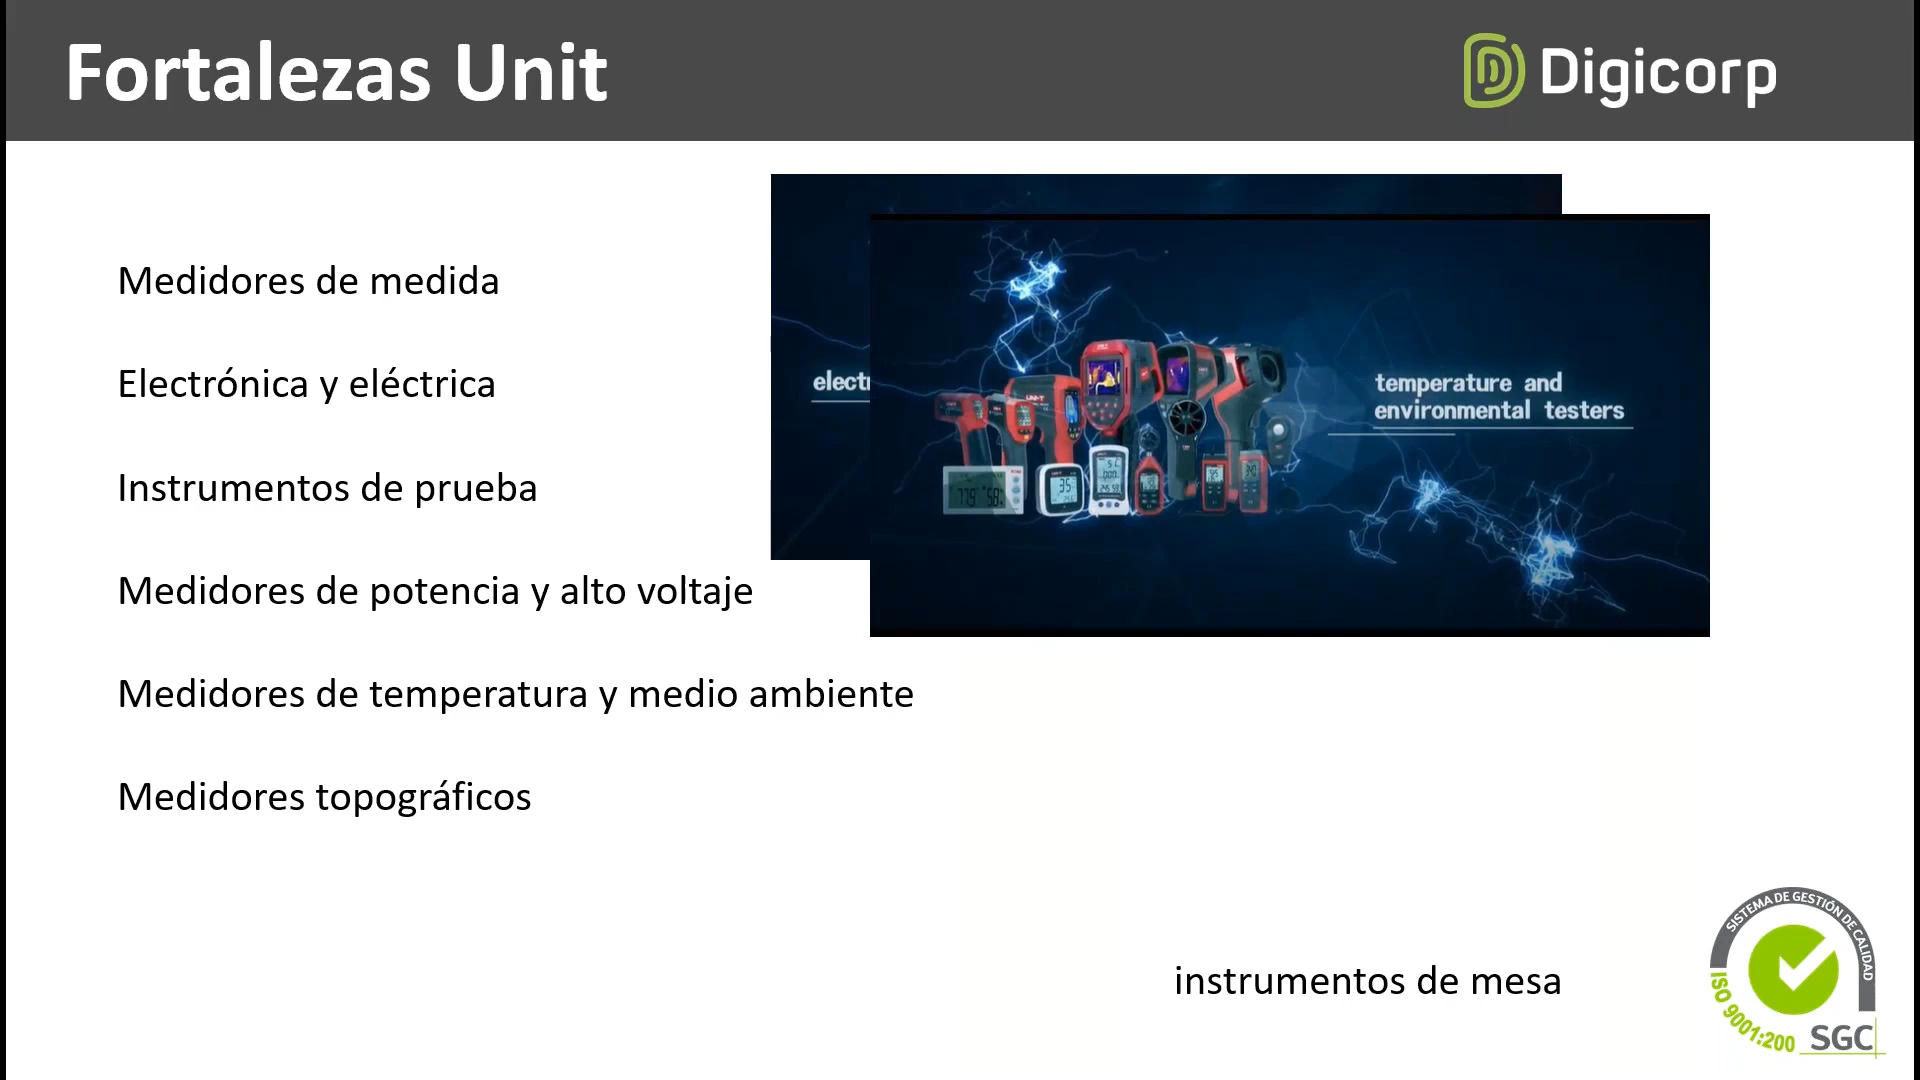 Fortalezas Unit
Digicorp
Medidores de medida
Electrónica y eléctrica
Instrumentos de prueba
Medidores de potencia y alto voltaje
Medidores de temperatura y medio ambiente
Medidores topográficos
elect
temperature and
environmental testers
UNI-T
instrumentos de mesa
SISTEMA DE GESTIÓN DE CALIDAD
ISO 9001:200
SGC